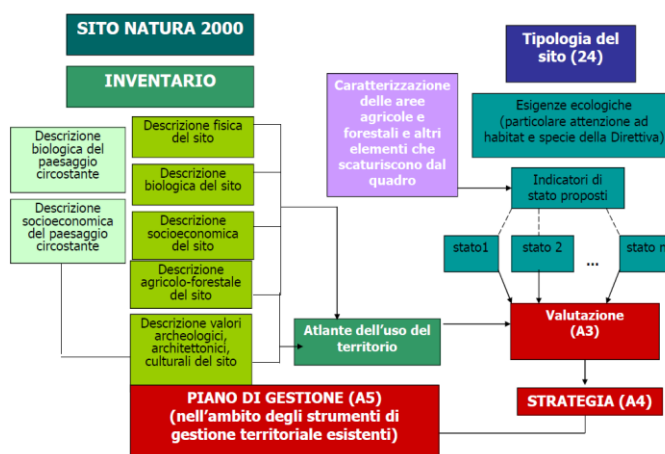 SITO NATURA 2000
INVENTARIO
Descrizione
biologica del
paesaggio
circostante
Descrizione
socioeconomica
del paesaggio
circostante
Descrizione fisica
del sito
Descrizione
biologica del sito
Descrizione
socioeconomica
del sito
Descrizione
agricolo-forestale
del sito
Descrizione valori
archeologici,
architettonici,
culturali del sito
Caratterizzazione
delle aree
agricole e
forestali e altri
elementi che
scaturiscono dal
quadro
Tipologia del
sito (24)
Esigenze ecologiche
(particolare attenzione ad
habitat e specie della Direttiva)
Indicatori di
stato proposti
stato1
stato 2
...
stato n
Atlante dell'uso del
territorio
Valutazione
(A3)
PIANO DI GESTIONE (A5)
(nell'ambito degli strumenti di
gestione territoriale esistenti)
STRATEGIA (A4)